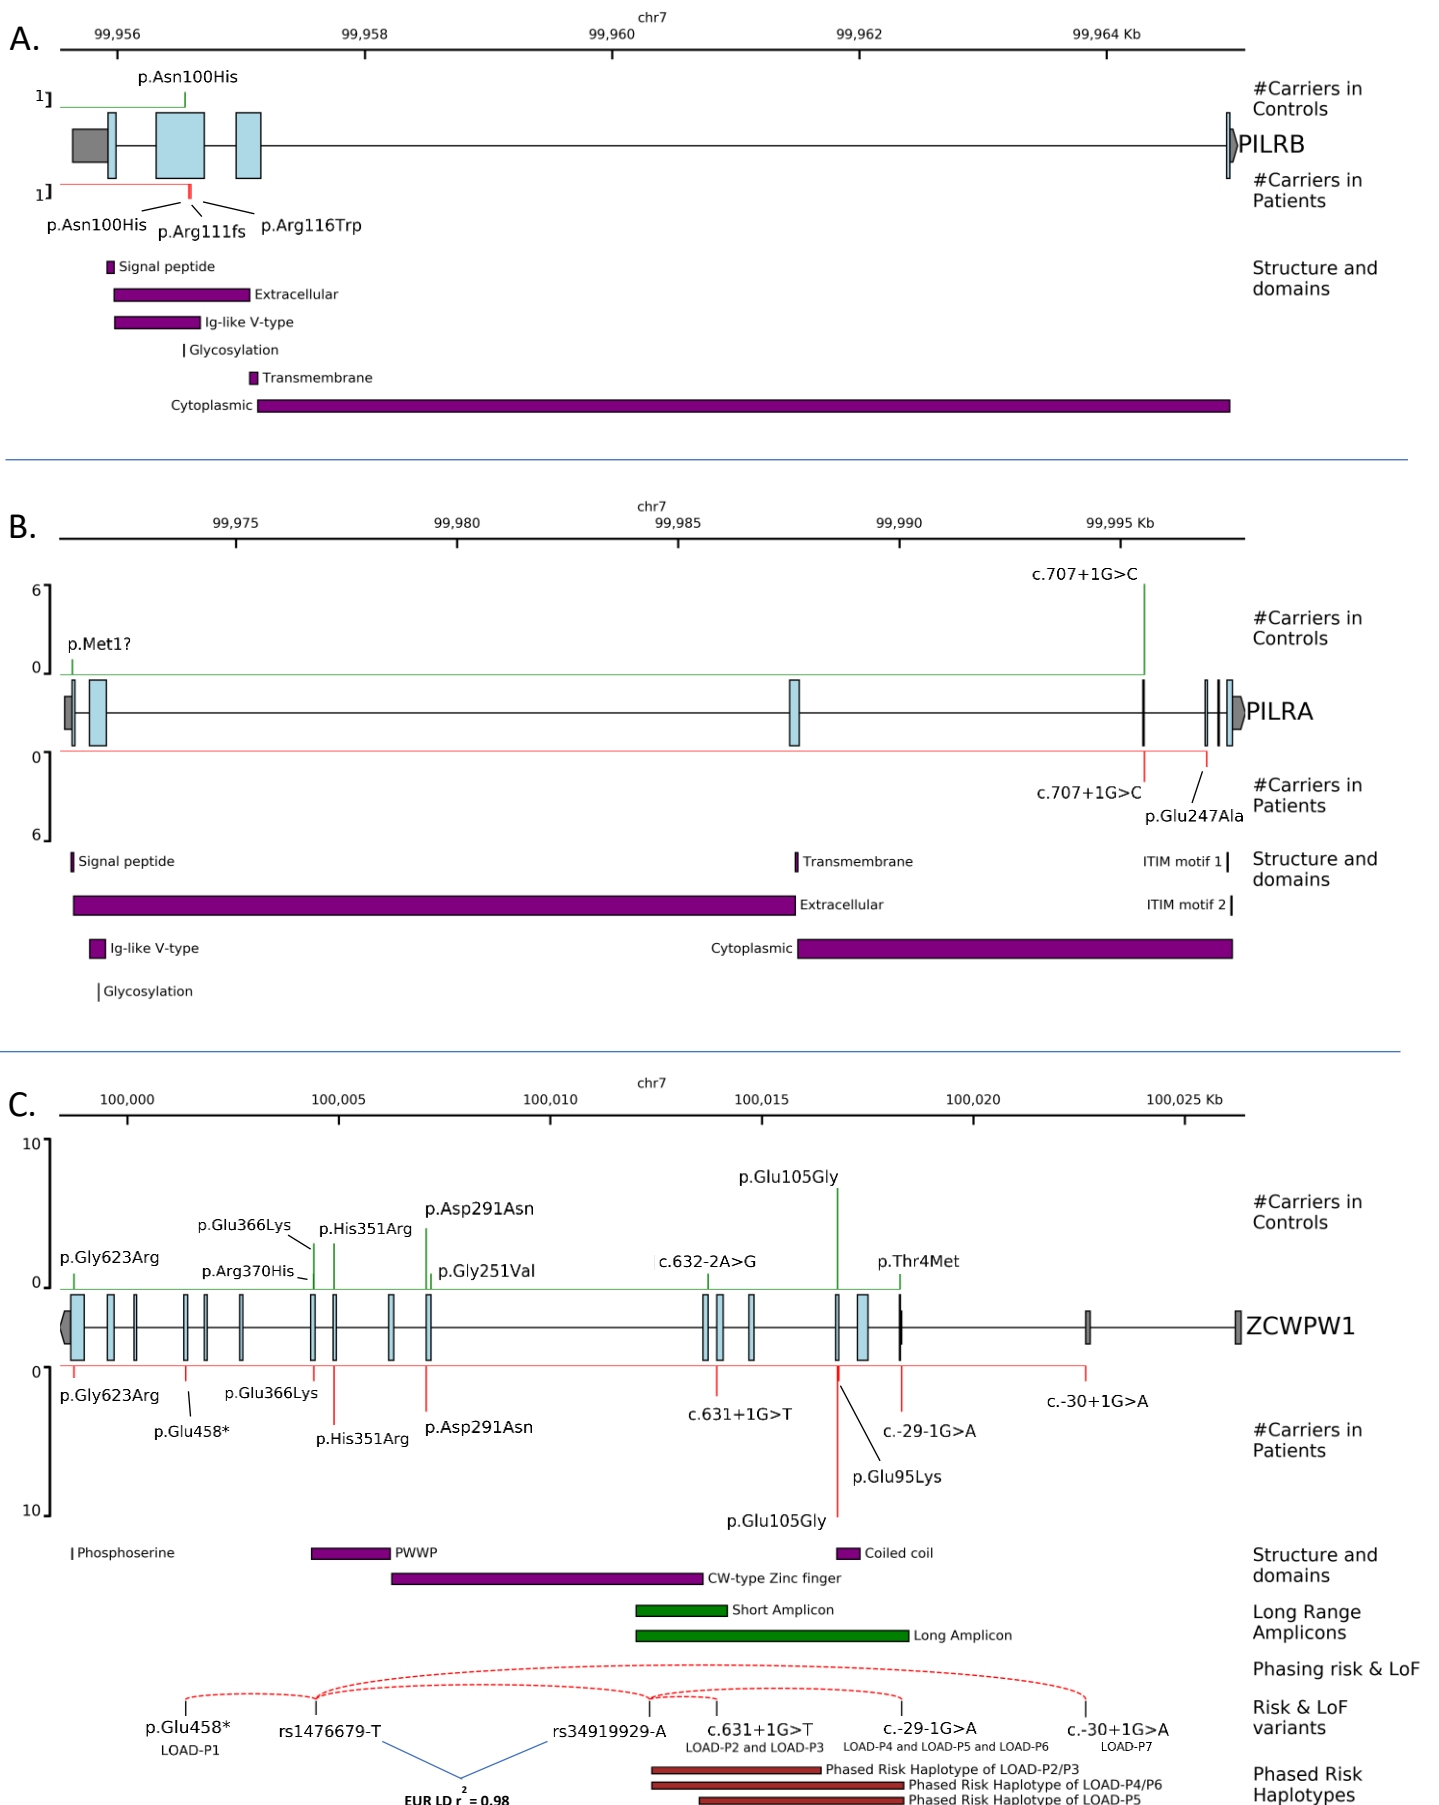 A.
chr7
99,956 99,958 99,960 99,962 99,964 Kb
p.Asn100His
1
#Carriers in
Controls
PILRB
1
#Carriers in
Patients
p.Asn100His p.Arg111fs p.Arg116Trp
Signal peptide
Structure and
domains
Extracellular
Ig-like V-type
Glycosylation
Transmembrane
Cytoplasmic
B.
chr7
99,975 99,980 99,985 99,990 99,995 Kb
c.707+1G>C
6
#Carriers in
Controls
p.Met1?
0
PILRA
0
c.707+1G>C
#Carriers in
Patients
p.Glu247Ala
6
Signal peptide Transmembrane ITIM motif 1
Structure and
domains
Extracellular ITIM motif 2
Ig-like V-type Cytoplasmic
Glycosylation
C.
chr7
100,000 100,005 100,010 100,015 100,020 100,025 Kb
10
p.Glu105Gly
#Carriers in
Controls
p.Asp291Asn
p.Glu366Lys p.His351Arg
p.Gly623Arg c.632-2A>G p.Thr4Met
p.Arg370His p.Gly251Val
0
ZCWPW1
0
p.Gly623Arg p.Glu366Lys c.-30+1G>A
c.631+1G>T
p.Glu458* p.His351Arg p.Asp291Asn c.-29-1G>A
#Carriers in
Patients
p.Glu95Lys
10
p.Glu105Gly
Phosphoserine PWWP Coiled coil
Structure and
domains
CW-type Zinc finger
Short Amplicon
Long Range
Amplicons
Long Amplicon
Phasing risk & LoF
Risk & LoF
variants
p.Glu458* rs1476679-T rs34919929-A c.631+1G>T c.-29-1G>A c.-30+1G>A
LOAD-P1 LOAD-P2 and LOAD-P3 LOAD-P4 and LOAD-P5 and LOAD-P6 LOAD-P7
Phased Risk Haplotype of LOAD-P2/P3
Phased Risk
Haplotypes
Phased Risk Haplotype of LOAD-P4/P6
Phased Risk Haplotype of LOAD-P5
EUR LD r2 = 0.98